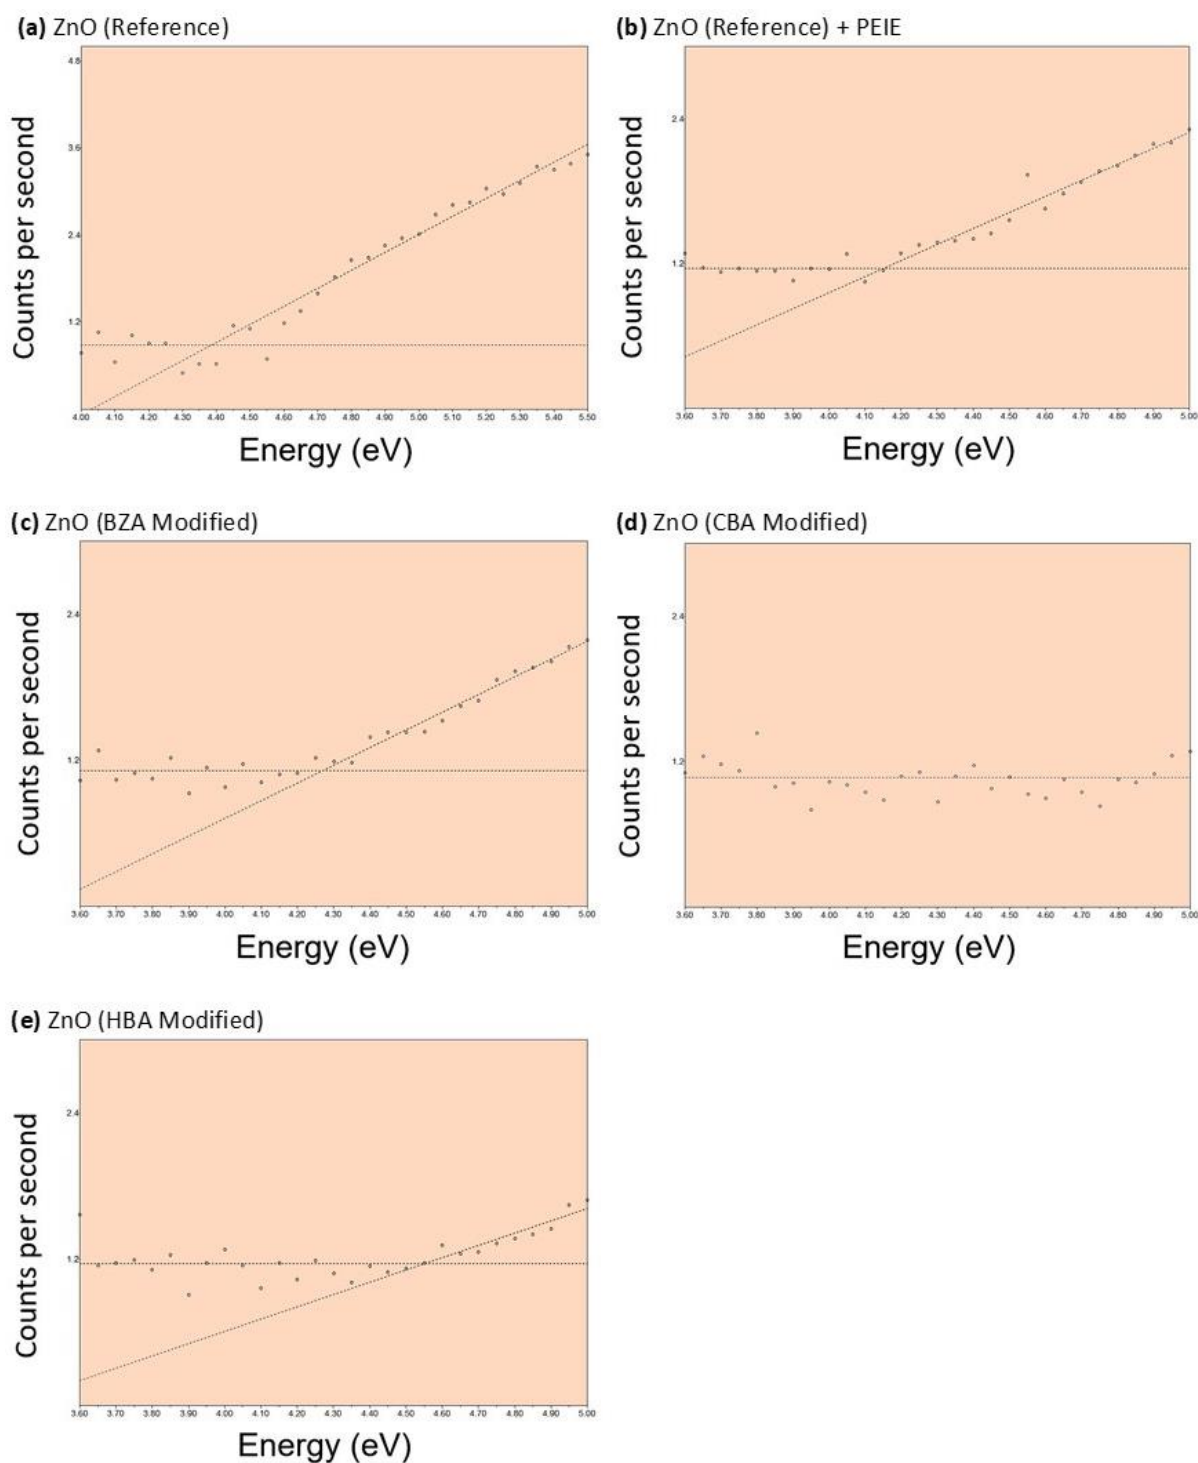 (a) ZnO (Reference)
4.8
3.6
2.4
1.2
Counts per second
4.00 4.10 4.20 4.30 4.40 4.50 4.60 4.70 4.80 4.90 5.00 5.10 5.20 5.30 5.40 5.50
Energy (eV)
(b) ZnO (Reference) + PEIE
2.4
1.2
Counts per second
3.60 3.70 3.80 3.90 4.00 4.10 4.20 4.30 4.40 4.50 4.60 4.70 4.80 4.90 5.00
Energy (eV)
(c) ZnO (BZA Modified)
2.4
1.2
Counts per second
3.60 3.70 3.80 3.90 4.00 4.10 4.20 4.30 4.40 4.50 4.60 4.70 4.80 4.90 5.00
Energy (eV)
(d) ZnO (CBA Modified)
2.4
1.2
Counts per second
3.60 3.70 3.80 3.90 4.00 4.10 4.20 4.30 4.40 4.50 4.60 4.70 4.80 4.90 5.00
Energy (eV)
(e) ZnO (HBA Modified)
2.4
1.2
Counts per second
3.60 3.70 3.80 3.90 4.00 4.10 4.20 4.30 4.40 4.50 4.60 4.70 4.80 4.90 5.00
Energy (eV)